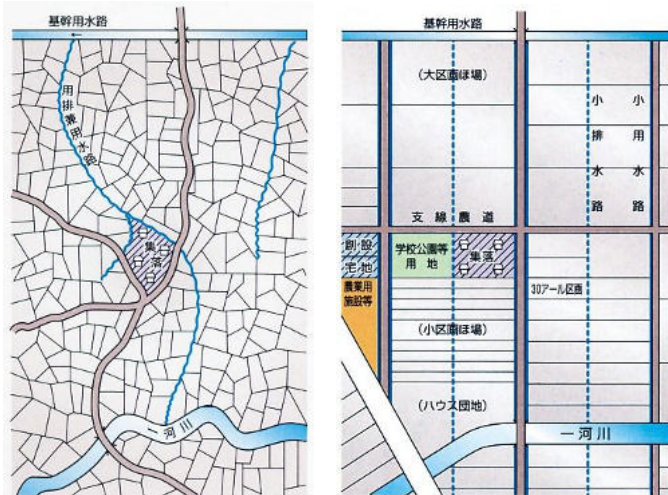 基幹用水路
用排兼用水路
集落
一河川
基幹用水路
(大区画ほ場)
小排水路
小用水路
支線農道
創設
宅地
学校公園等
用地
集落
農業用
施設等
30アール区画
(小区画ほ場)
(ハウス団地)
一河川